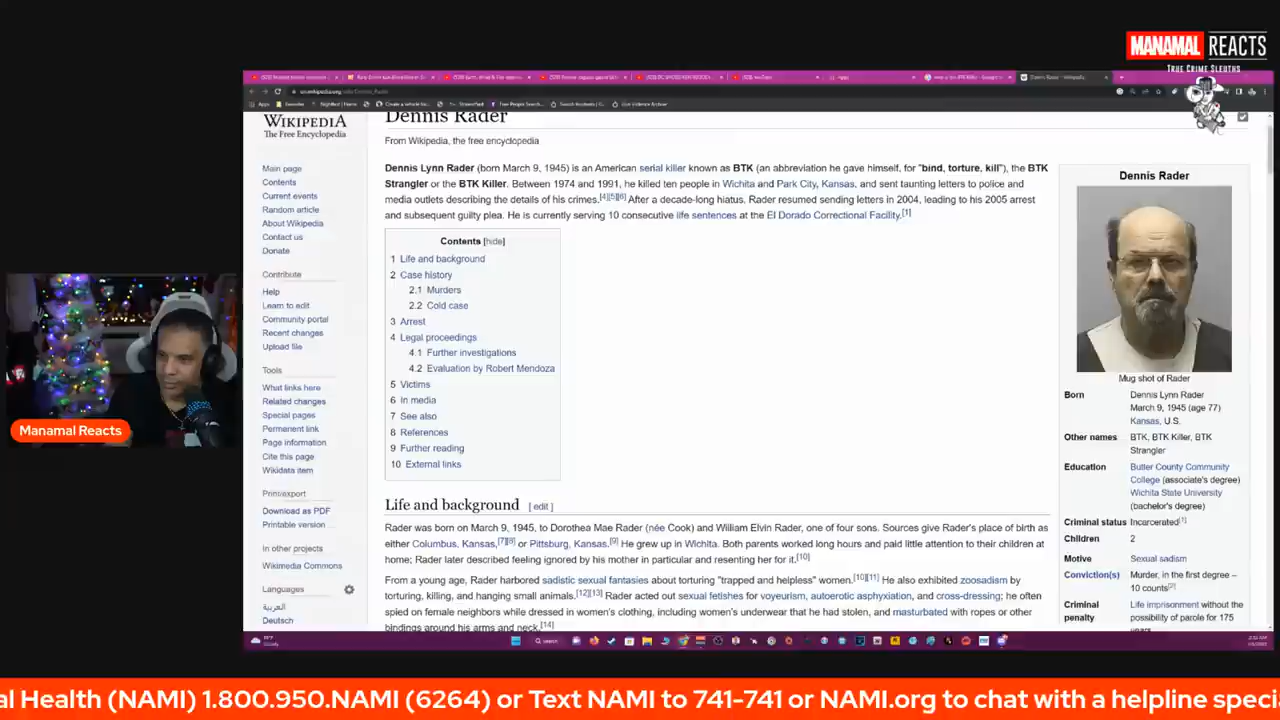 MANAMAL REACTS
TRUE CRIME SLEUTHS
Apps
WIKIPEDIA
The Free Encyclopedia
Main page
Contents
Current events
Random article
About Wikipedia
Contact us
Donate
Contribute
Help
Learn to edit
Community portal
Recent changes
Upload file
Tools
What links here
Related changes
Special pages
Permanent link
Page information
Cite this page
Wikidata item
Print/export
Download as PDF
Printable version
In other projects
Wikimedia Commons
Languages
العربية
Deutsch
Dennis Rader
From Wikipedia, the free encyclopedia
Dennis Lynn Rader (born March 9, 1945) is an American serial killer known as BTK (an abbreviation he gave himself, for "bind, torture, kill"), the BTK
Strangler or the BTK Killer. Between 1974 and 1991, he killed ten people in Wichita and Park City, Kansas, and sent taunting letters to police and
media outlets describing the details of his crimes.[4][5][6] After a decade-long hiatus, Rader resumed sending letters in 2004, leading to his 2005 arrest
and subsequent guilty plea. He is currently serving 10 consecutive life sentences at the El Dorado Correctional Facility.[1]
Contents [hide]
1 Life and background
2 Case history
2.1 Murders
2.2 Cold case
3 Arrest
4 Legal proceedings
4.1 Further investigations
4.2 Evaluation by Robert Mendoza
5 Victims
6 In media
7 See also
8 References
9 Further reading
10 External links
Life and background [ edit ]
Rader was born on March 9, 1945, to Dorothea Mae Rader (née Cook) and William Elvin Rader, one of four sons. Sources give Rader's place of birth as
either Columbus, Kansas,[7][8] or Pittsburg, Kansas.[9] He grew up in Wichita. Both parents worked long hours and paid little attention to their children at
home; Rader later described feeling ignored by his mother in particular and resenting her for it.[10]
From a young age, Rader harbored sadistic sexual fantasies about torturing "trapped and helpless" women.[10][11] He also exhibited zoosadism by
torturing, killing, and hanging small animals.[12][13] Rader acted out sexual fetishes for voyeurism, autoerotic asphyxiation, and cross-dressing; he often
spied on female neighbors while dressed in women's clothing, including women's underwear that he had stolen, and masturbated with ropes or other
bindings around his arms and neck.[14]
Dennis Rader
Mug shot of Rader
Born Dennis Lynn Rader
March 9, 1945 (age 77)
Kansas, U.S.
Other names BTK, BTK Killer, BTK
Strangler
Education Butler County Community
College (associate's degree)
Wichita State University
(bachelor's degree)
Criminal status Incarcerated[1]
Children 2
Motive Sexual sadism
Conviction(s) Murder, in the first degree –
10 counts[2]
Criminal Life imprisonment without the
penalty possibility of parole for 175
years
Manamal Reacts
al Health (NAMI) 1.800.950.NAMI (6264) or Text NAMI to 741-741 or NAMI.org to chat with a helpline speci